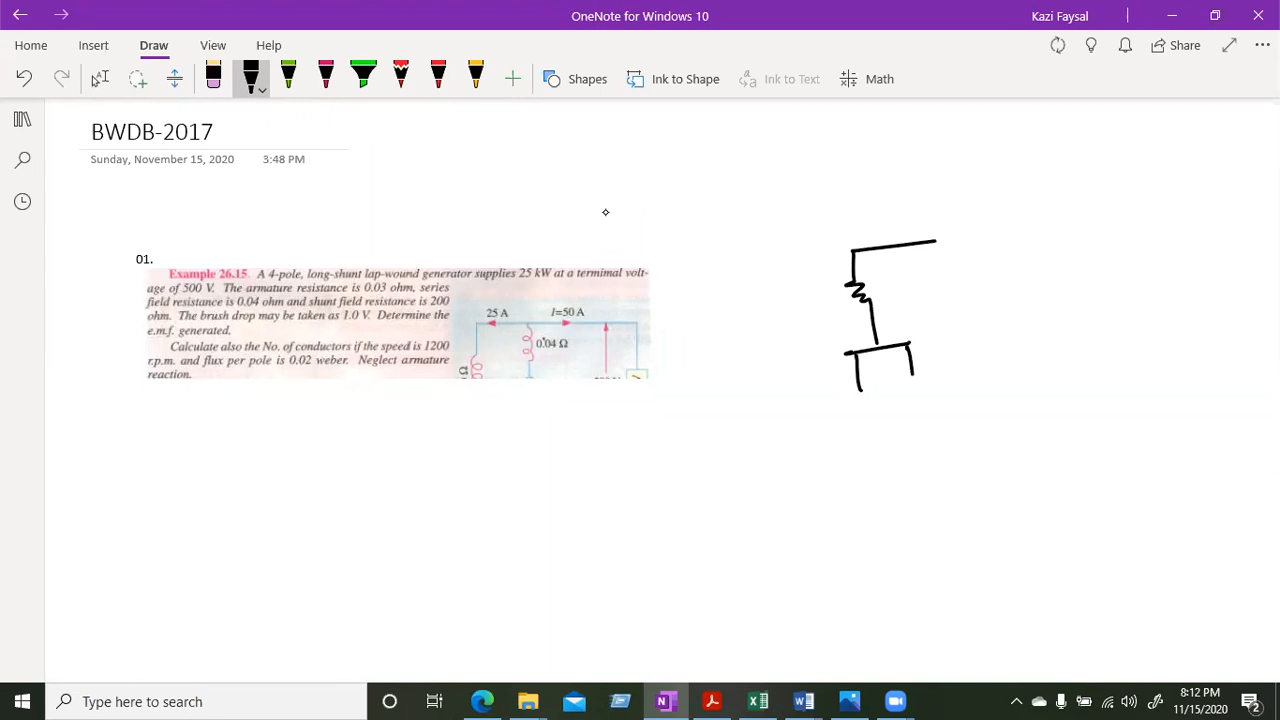 OneNote for Windows 10
Kazi Faysal
Home
Insert
Draw
View
Help
Share
Shapes
Ink to Shape
Ink to Text
Math
BWDB-2017
Sunday, November 15, 2020
3:48 PM
01.
Example 26.15. A 4-pole, long-shunt lap-wound generator supplies 25 kW at a termimal volt-
age of 500 V. The armature resistance is 0.03 ohm, series
field resistance is 0.04 ohm and shunt field resistance is 200
ohm. The brush drop may be taken as 1.0 V. Determine the
e.m.f. generated.
Calculate also the No. of conductors if the speed is 1200
r.p.m. and flux per pole is 0.02 weber. Neglect armature
reaction.
25 A
I=50 A
0.04 Ω
Type here to search
8:12 PM
11/15/2020
2